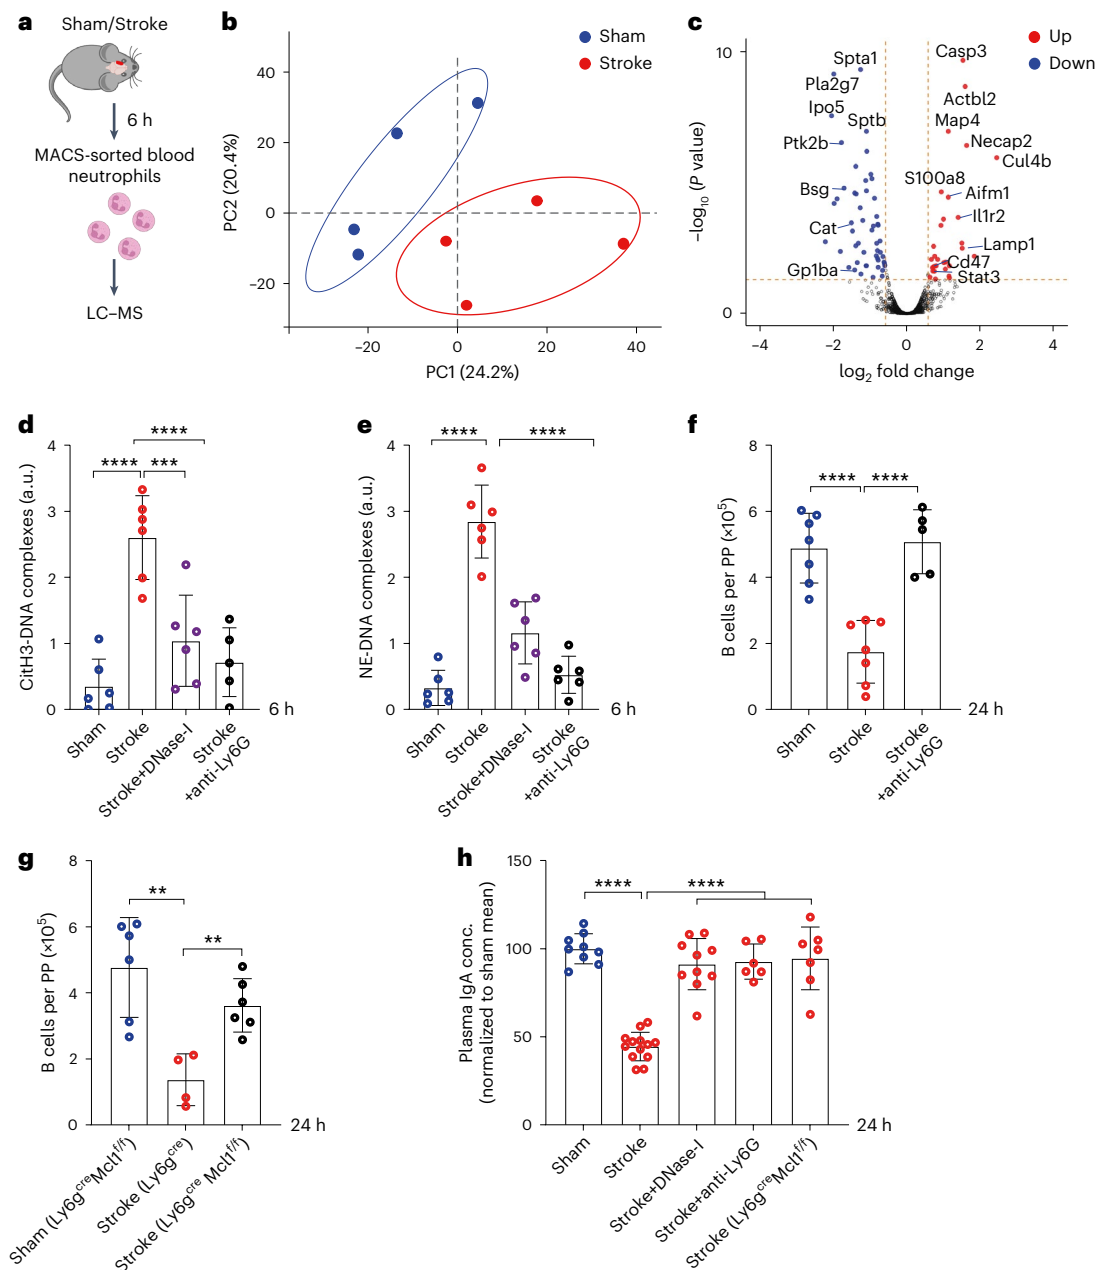 a
Sham/Stroke
6 h
MACS-sorted blood
neutrophils
LC–MS
b
Sham
Stroke
PC2 (20.4%)
40
20
0
–20
–20
0
20
40
PC1 (24.2%)
c
Up
Down
–log10 (P value)
10
0
Casp3
Spta1
Pla2g7
Actbl2
Ipo5
Sptb
Map4
Ptk2b
Necap2
Cul4b
S100a8
Bsg
Aifm1
Il1r2
Cat
Lamp1
Cd47
Gp1ba
Stat3
–4
–2
0
2
4
log2 fold change
d
CitH3-DNA complexes (a.u.)
4
3
2
1
0
****
**** ***
6 h
Sham
Stroke
Stroke+DNase-I
Stroke
+anti-Ly6G
e
NE-DNA complexes (a.u.)
4
3
2
1
0
**** ****
6 h
Sham
Stroke
Stroke+DNase-I
Stroke
+anti-Ly6G
f
B cells per PP (×10⁵)
8
6
4
2
0
**** ****
24 h
Sham
Stroke
Stroke
+anti-Ly6G
g
B cells per PP (×10⁵)
8
6
4
2
0
**
**
24 h
Sham (Ly6gcreMcl1f/f)
Stroke (Ly6gcre)
Stroke (Ly6gcre Mcl1f/f)
h
Plasma IgA conc.
(normalized to sham mean)
150
100
50
0
**** ****
24 h
Sham
Stroke
Stroke+DNase-I
Stroke+anti-Ly6G
Stroke (Ly6gcreMcl1f/f)